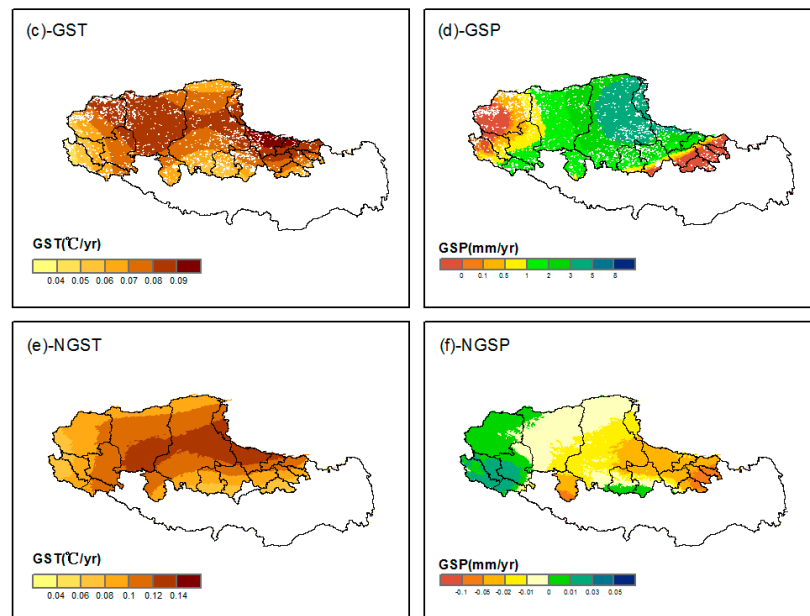 (c)-GST
GST(℃/yr)
0.04 0.05 0.06 0.07 0.08 0.09
(d)-GSP
GSP(mm/yr)
0 0.1 0.5 1 2 3 5 8
(e)-NGST
GST(℃/yr)
0.04 0.06 0.08 0.1 0.12 0.14
(f)-NGSP
GSP(mm/yr)
-0.1 -0.05 -0.02 -0.01 0 0.01 0.03 0.05